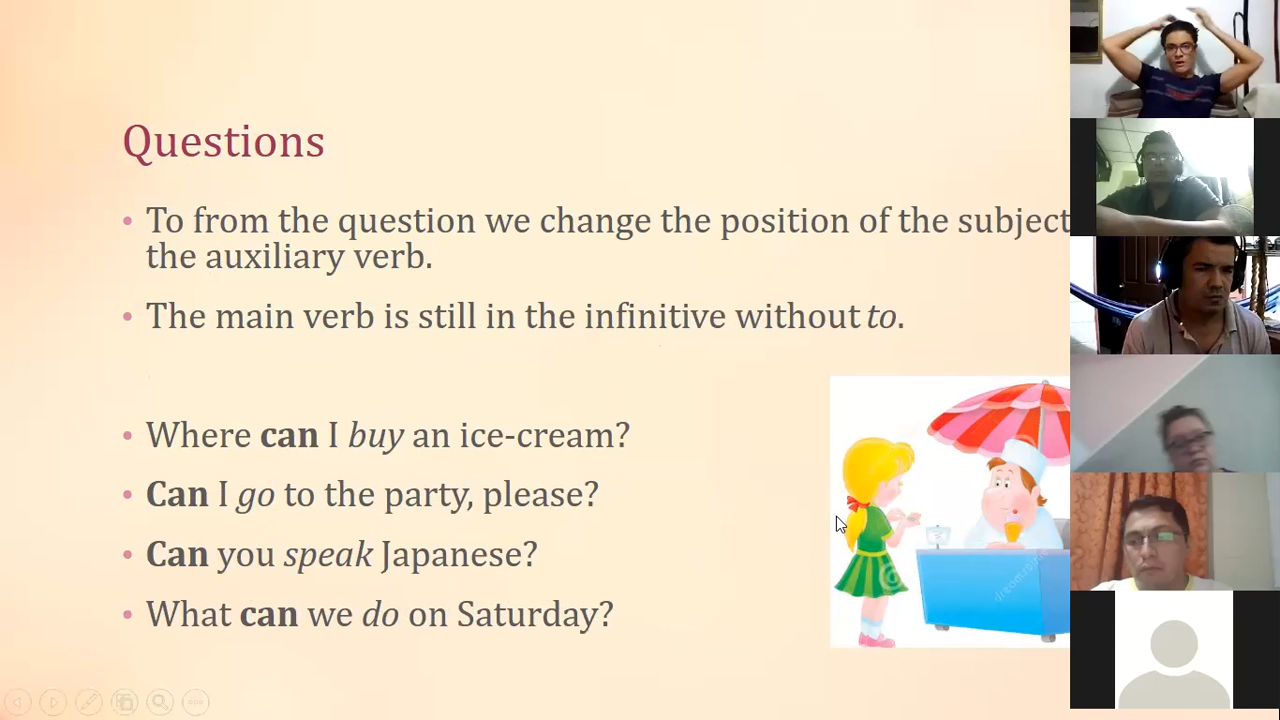 Questions
• To from the question we change the position of the subject
the auxiliary verb.
• The main verb is still in the infinitive without to.
• Where can I buy an ice-cream?
• Can I go to the party, please?
• Can you speak Japanese?
• What can we do on Saturday?